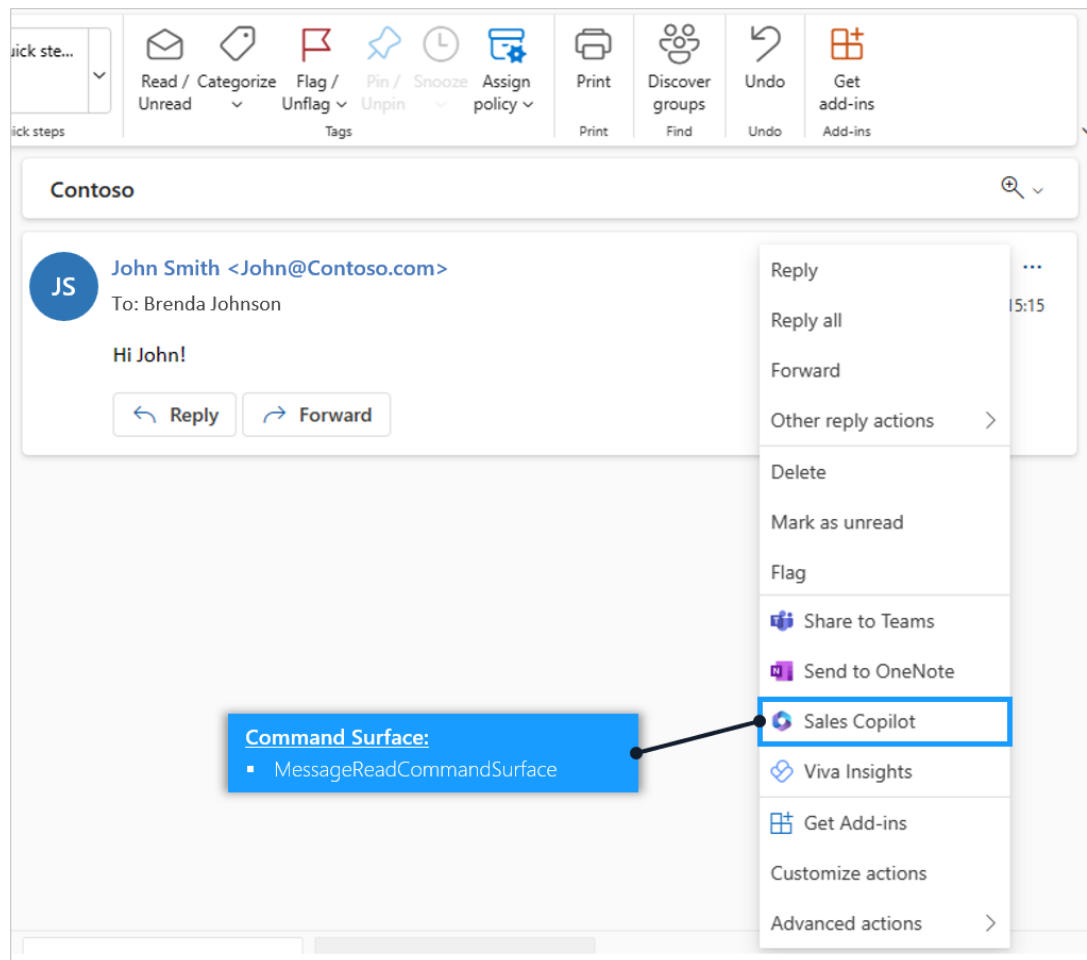 uick ste...
Read / Unread
Categorize
Flag / Unflag
Pin / Unpin
Snooze
Assign policy
Print
Discover groups
Undo
Get add-ins
ick steps
Tags
Print
Find
Undo
Add-ins
Contoso
JS
John Smith <John@Contoso.com>
To: Brenda Johnson
15:15
Hi John!
Reply
Forward
Reply
Reply all
Forward
Other reply actions
Delete
Mark as unread
Flag
Share to Teams
Send to OneNote
Sales Copilot
Viva Insights
Get Add-ins
Customize actions
Advanced actions
Command Surface:
▪ MessageReadCommandSurface